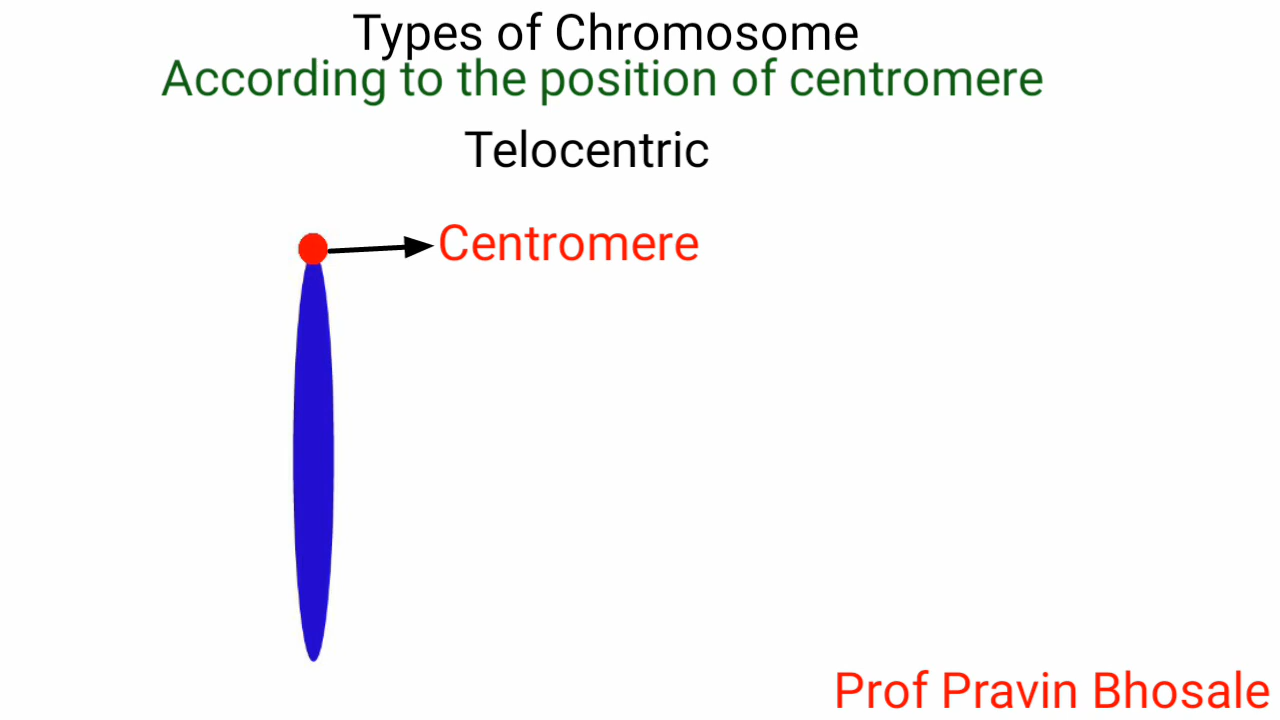 Types of Chromosome
According to the position of centromere
Telocentric
Centromere
Prof Pravin Bhosale